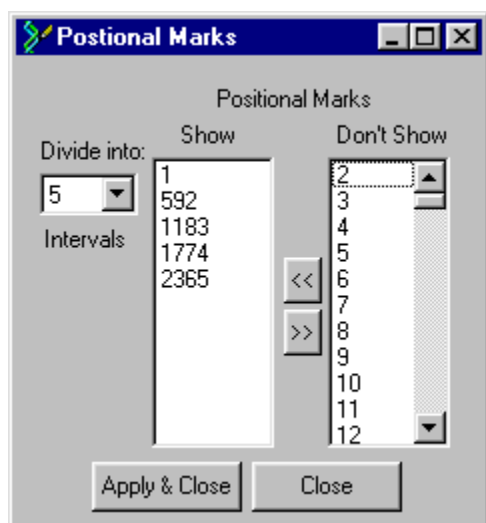 Postional Marks
Positional Marks
Show
Don't Show
Divide into:
5
Intervals
1
592
1183
1774
2365
<<
>>
2
3
4
5
6
7
8
9
10
11
12
Apply & Close
Close